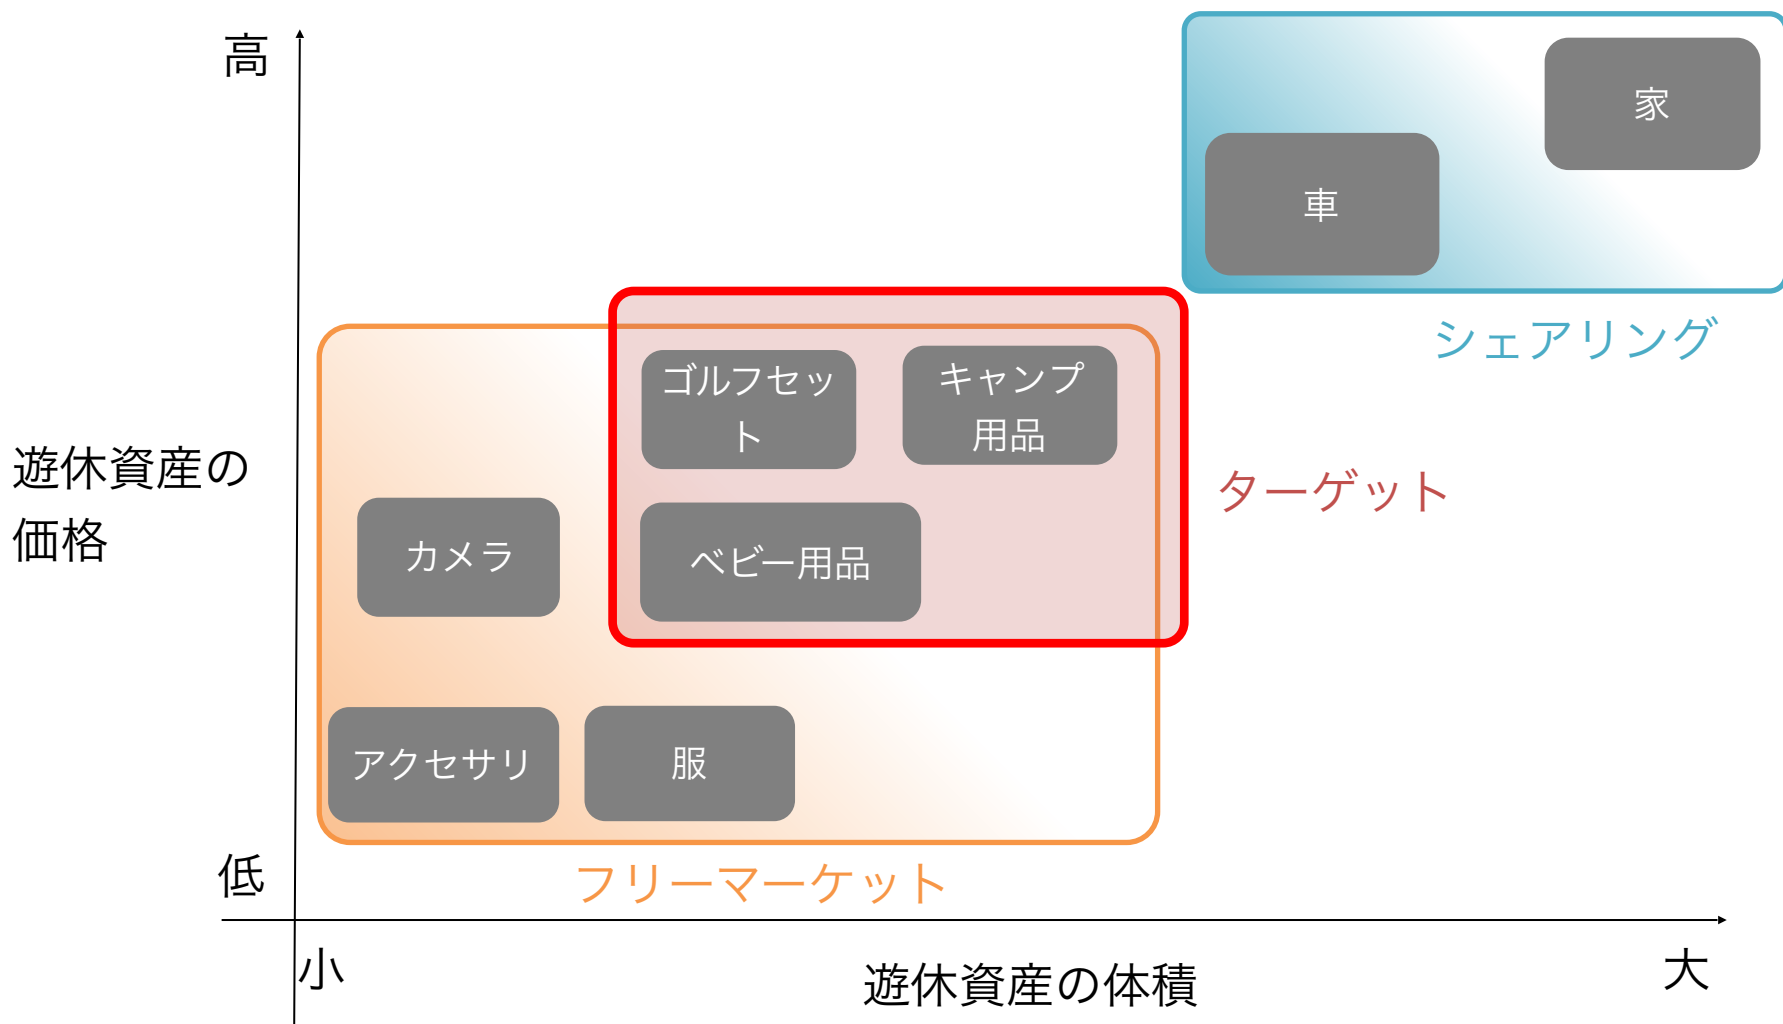 高
家
車
シェアリング
ゴルフセッ
ト
キャンプ
用品
遊休資産の
価格
ターゲット
カメラ
ベビー用品
アクセサリ
服
低
フリーマーケット
小
遊休資産の体積
大